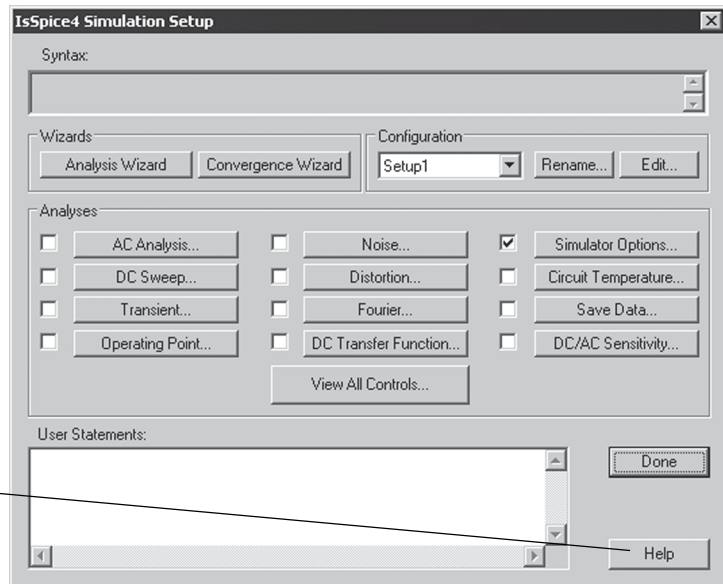 IsSpice4 Simulation Setup
Syntax:
Wizards
Configuration
Analysis Wizard
Convergence Wizard
Setup1
Rename...
Edit...
Analyses
AC Analysis...
Noise...
Simulator Options...
DC Sweep...
Distortion...
Circuit Temperature...
Transient...
Fourier...
Save Data...
Operating Point...
DC Transfer Function...
DC/AC Sensitivity...
View All Controls...
User Statements:
Done
Help